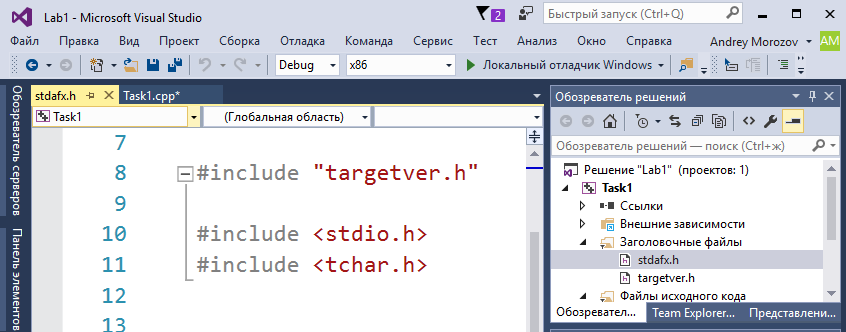 Lab1 - Microsoft Visual Studio
2
Быстрый запуск (Ctrl+Q)
Файл Правка Вид Проект Сборка Отладка Команда Сервис Тест Анализ Окно Справка Andrey Morozov AM
Debug x86 Локальный отладчик Windows
Обозреватель серверов
Панель элементов
stdafx.h Task1.cpp*
Task1 (Глобальная область)
7
8 #include "targetver.h"
9
10 #include <stdio.h>
11 #include <tchar.h>
12
13
Обозреватель решений
Обозреватель решений — поиск (Ctrl+ж)
Решение "Lab1" (проектов: 1)
Task1
Ссылки
Внешние зависимости
Заголовочные файлы
stdafx.h
targetver.h
Файлы исходного кода
Обозревател... Team Explorer... Представлени...